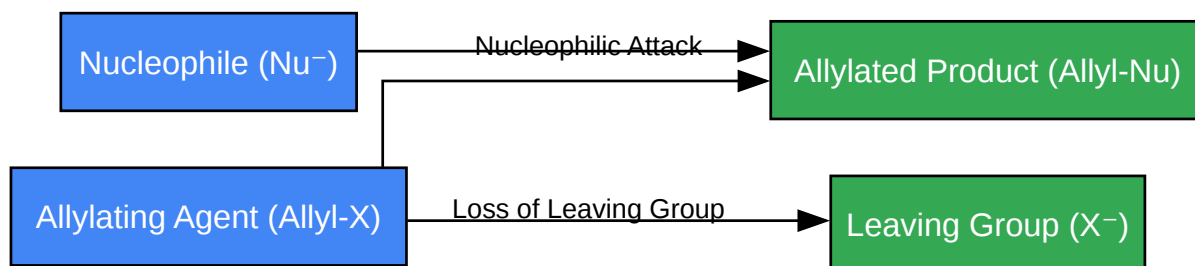 Nucleophile (Nu⁻)
Nucleophilic Attack
Allylated Product (Allyl-Nu)
Allylating Agent (Allyl-X)
Loss of Leaving Group
Leaving Group (X⁻)